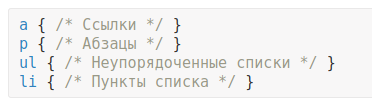 a { /* Ссылки */ }
p { /* Абзацы */ }
ul { /* Неупорядоченные списки */ }
li { /* Пункты списка */ }